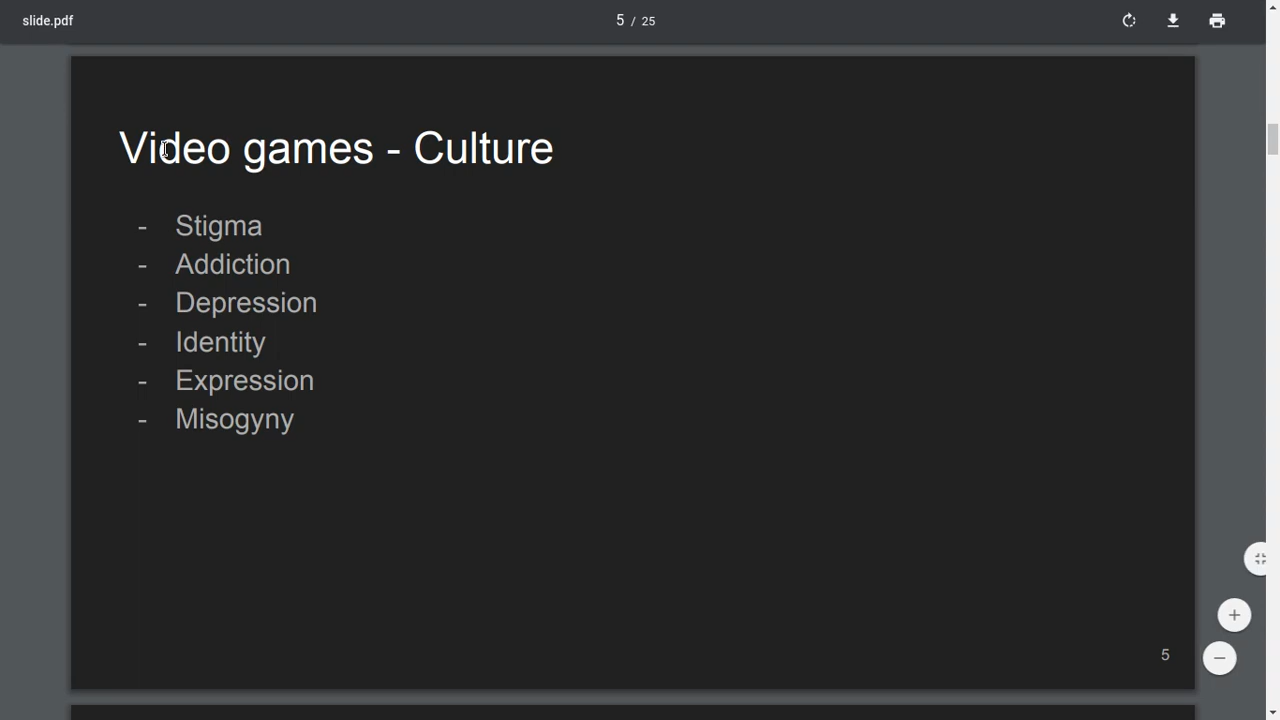 slide.pdf
5 / 25
Video games - Culture
- Stigma
- Addiction
- Depression
- Identity
- Expression
- Misogyny
5